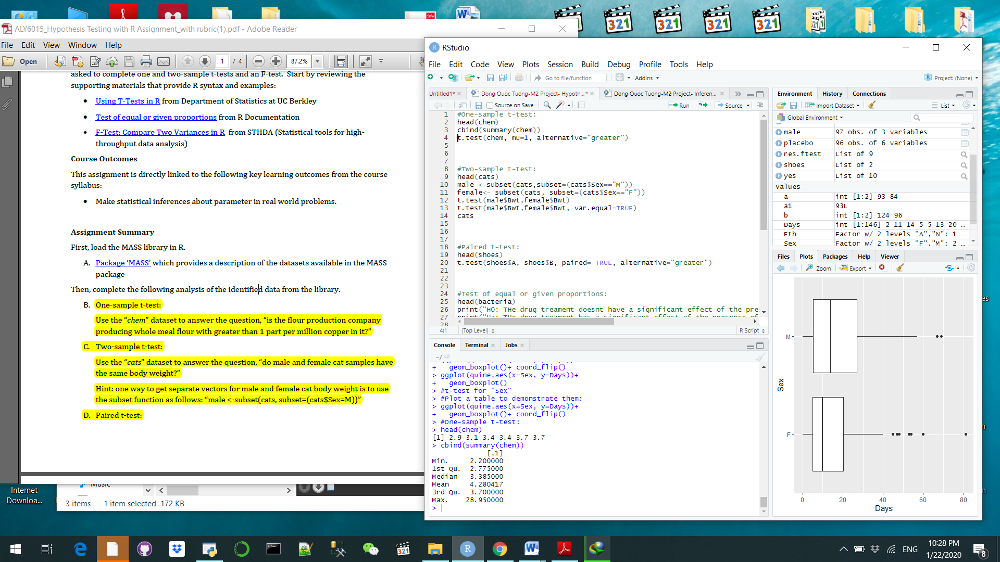 ALY6015_Hypothesis Testing with R Assignment_with rubric(1).pdf - Adobe Reader
File Edit View Window Help
Open
1 / 4
87.2%
asked to complete one and two-sample t-tests and an F-test. Start by reviewing the
supporting materials that provide R syntax and examples:
• Using T-Tests in R from Department of Statistics at UC Berkley
• Test of equal or given proportions from R Documentation
• F-Test: Compare Two Variances in R from STHDA (Statistical tools for high-
throughput data analysis)
Course Outcomes
This assignment is directly linked to the following key learning outcomes from the course
syllabus:
• Make statistical inferences about parameter in real world problems.
Assignment Summary
First, load the MASS library in R.
A. Package ‘MASS’ which provides a description of the datasets available in the MASS
package
Then, complete the following analysis of the identified data from the library.
B. One-sample t-test:
Use the “chem” dataset to answer the question, “is the flour production company
producing whole meal flour with greater than 1 part per million copper in it?”
C. Two-sample t-test:
Use the “cats” dataset to answer the question, “do male and female cat samples have
the same body weight?”
Hint: one way to get separate vectors for male and female cat body weight is to use
the subset function as follows: “male <-subset(cats, subset=(cats$Sex=M))”
D. Paired t-test:
Internet
Downloa...
Music
3 items 1 item selected 172 KB
RStudio
File Edit Code View Plots Session Build Debug Profile Tools Help
Go to file/function
Addins
Project: (None)
Untitled1*
Dong Quoc Tuong-M2 Project- Hypoth...*
Dong Quoc Tuong-M2 Project- Inferen...
Source on Save
Run
Source
1 #One-sample t-test:
2 head(chem)
3 cbind(summary(chem))
4 t.test(chem, mu=1, alternative="greater")
5
6
7
8 #Two-sample t-test:
9 head(cats)
10 male <-subset(cats,subset=(cats$Sex=="M"))
11 female<- subset(cats, subset=(cats$Sex=="F"))
12 t.test(male$Bwt,female$Bwt)
13 t.test(male$Bwt,female$Bwt, var.equal=TRUE)
14 cats
15
16
17
18 #Paired t-test:
19 head(shoes)
20 t.test(shoes$A, shoes$B, paired= TRUE, alternative="greater")
21
22
23
24 #Test of equal or given proportions:
25 head(bacteria)
26 print("H0: THe drug treament doesnt have a significant effect of the pre
27 print("Ha: The drug treament has a significant effect of the presence of
28
4:1 (Top Level) R Script
Console Terminal Jobs
~/
+ geom_boxplot()+ coord_flip()
> ggplot(quine,aes(x=Sex, y=Days))+
+ geom_boxplot()
> #t-test for "Sex"
> #Plot a table to demonstrate them:
> ggplot(quine,aes(x=Sex, y=Days))+
+ geom_boxplot()+ coord_flip()
> #One-sample t-test:
> head(chem)
[1] 2.9 3.1 3.4 3.4 3.7 3.7
> cbind(summary(chem))
[,1]
Min. 2.200000
1st Qu. 2.775000
Median 3.385000
Mean 4.280417
3rd Qu. 3.700000
Max. 28.950000
>
Environment History Connections
Import Dataset
List
Global Environment
male 97 obs. of 3 variables
placebo 96 obs. of 6 variables
res.ftest List of 9
shoes List of 2
yes List of 10
Values
a int [1:2] 93 84
a1 93L
b int [1:2] 124 96
Days int [1:146] 2 11 14 5 5 13 20 …
Eth Factor w/ 2 levels "A","N": 1 …
Sex Factor w/ 2 levels "F","M": 2 …
Files Plots Packages Help Viewer
Zoom Export
M
F
Sex
0 20 40 60 80
Days
321 321 321 321 321
321
ENG
10:28 PM
1/22/2020
8